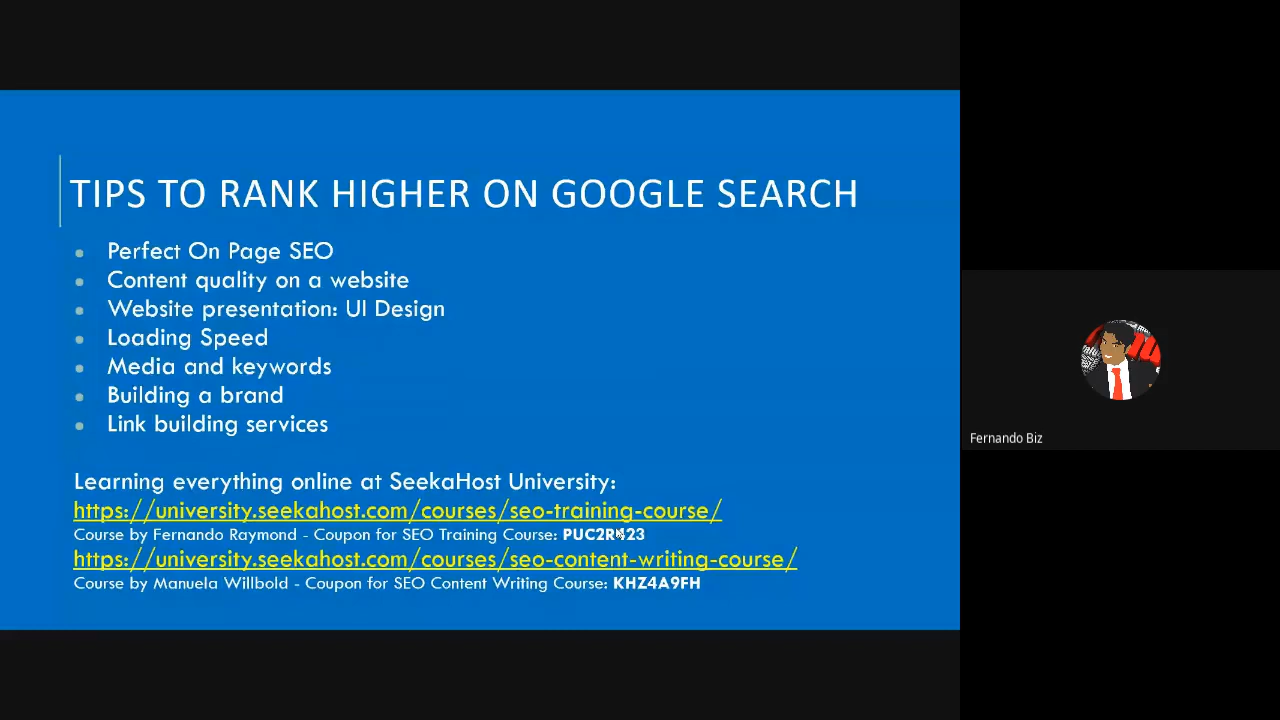 TIPS TO RANK HIGHER ON GOOGLE SEARCH
Perfect On Page SEO
Content quality on a website
Website presentation: UI Design
Loading Speed
Media and keywords
Building a brand
Link building services
Learning everything online at SeekaHost University:
https://university.seekahost.com/courses/seo-training-course/
Course by Fernando Raymond - Coupon for SEO Training Course:
https://university.seekahost.com/courses/seo-content-writing-course/
Course by Manuela Willbold - Coupon for SEO Content Writing Course: KHZ4A9FH
Fernando Biz